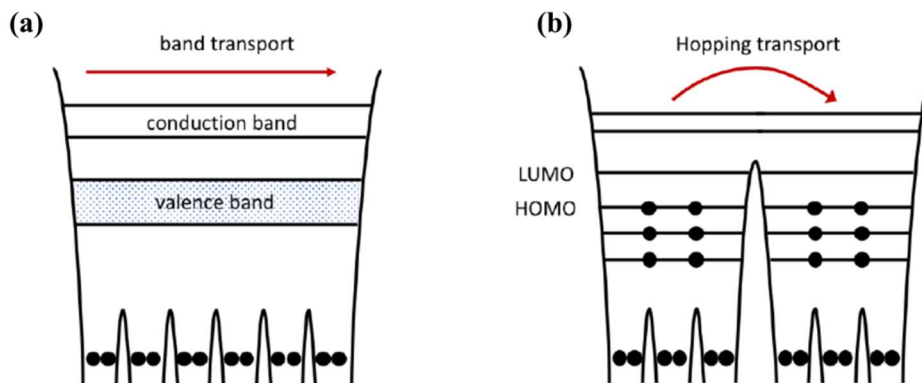 (a)
band transport
conduction band
valence band
(b)
Hopping transport
LUMO
HOMO